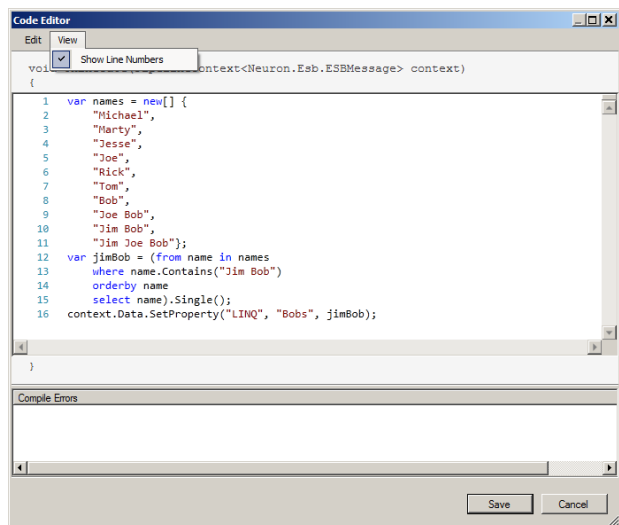 Code Editor
Edit View
Show Line Numbers
context<Neuron.Esb.ESBMessage> context)
{
1 var names = new[] {
2 "Michael",
3 "Marty",
4 "Jesse",
5 "Joe",
6 "Rick",
7 "Tom",
8 "Bob",
9 "Joe Bob",
10 "Jim Bob",
11 "Jim Joe Bob"};
12 var jimBob = (from name in names
13 where name.Contains("Jim Bob")
14 orderby name
15 select name).Single();
16 context.Data.SetProperty("LINQ", "Bobs", jimBob);
}
Compile Errors
Save Cancel